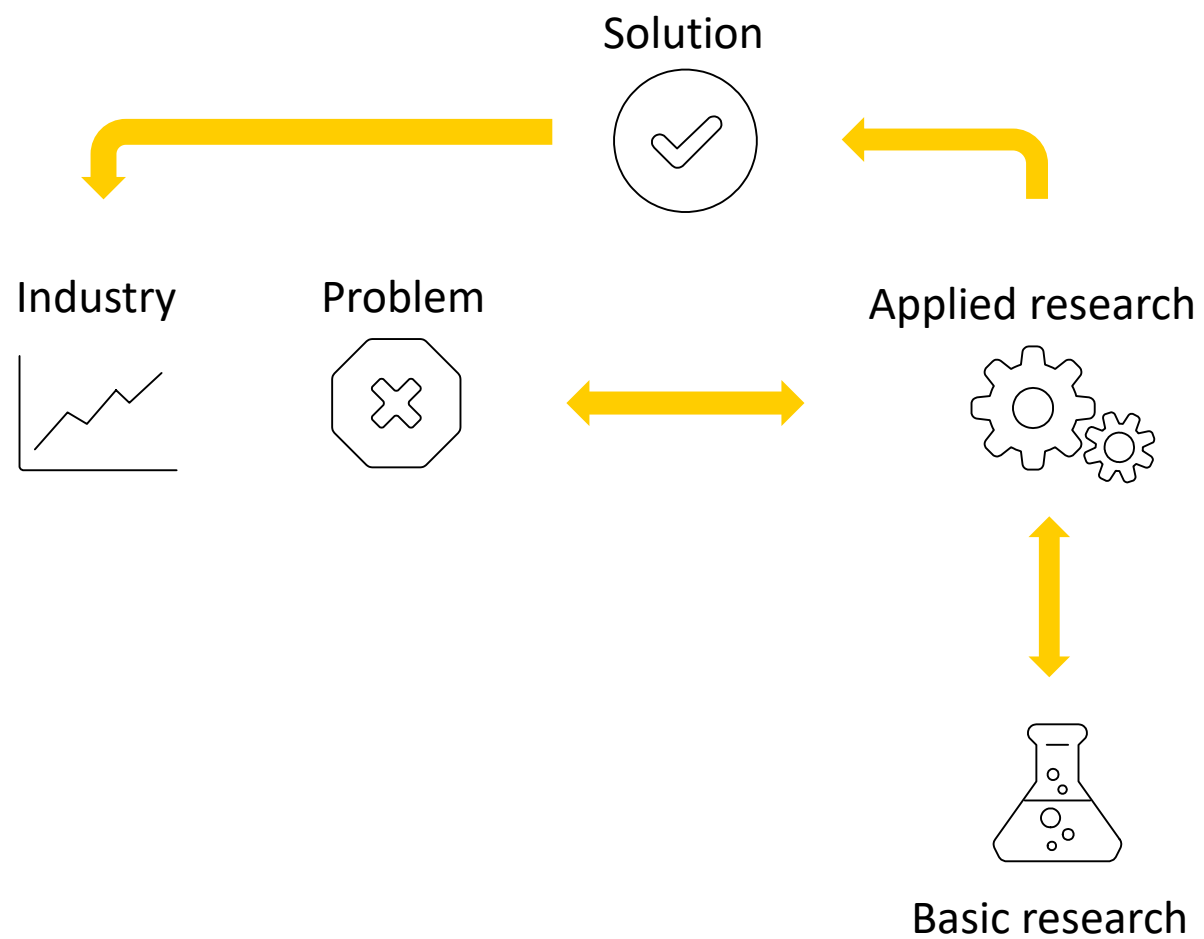 Solution
Industry
Problem
Applied research
Basic research